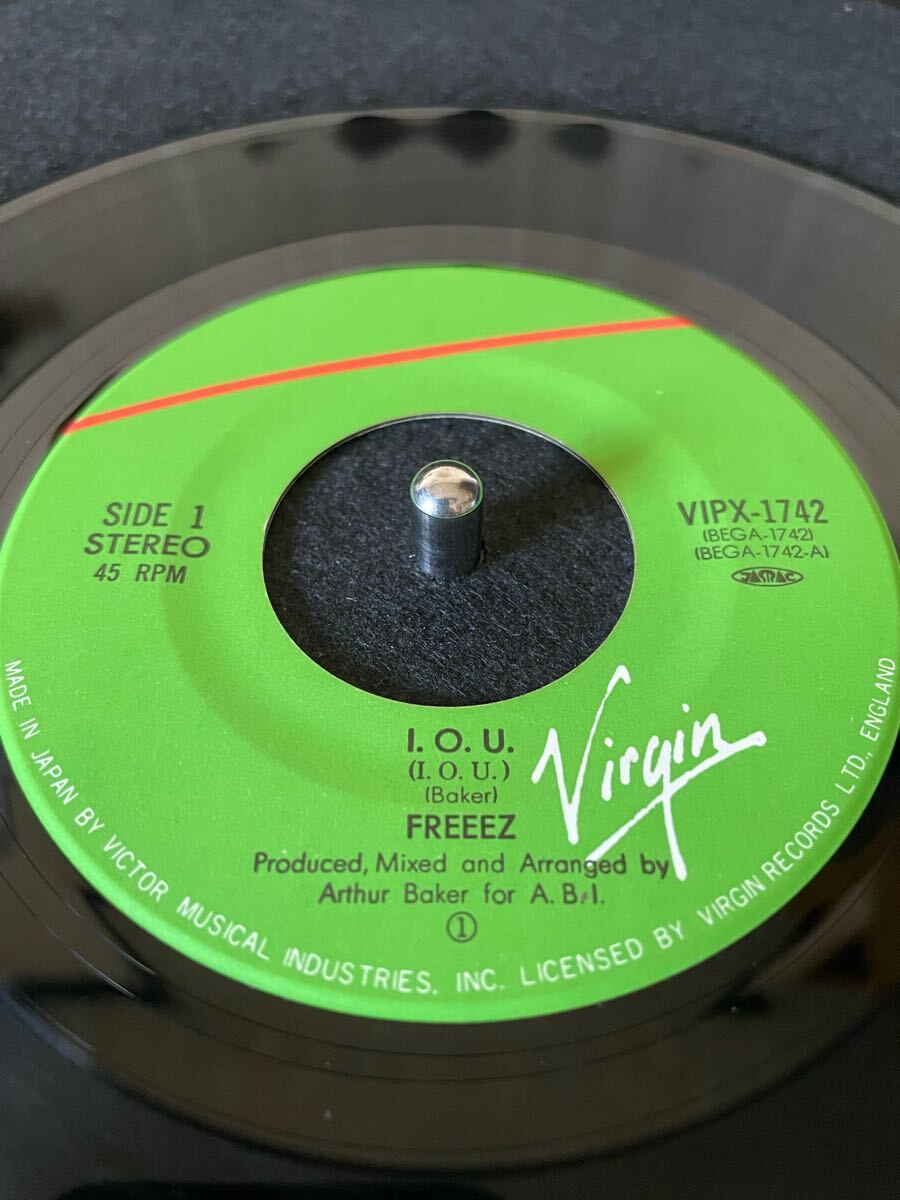 SIDE 1
STEREO
45 RPM
VIPX-1742
(BEGA-1742)
(BEGA-1742-A)
JASRAC
I. O. U.
(I. O. U.)
(Baker)
FREEEZ
Virgin
Produced, Mixed and Arranged by
Arthur Baker for A. B. I.
①
MADE IN JAPAN BY VICTOR MUSICAL INDUSTRIES, INC. LICENSED BY VIRGIN RECORDS LTD., ENGLAND